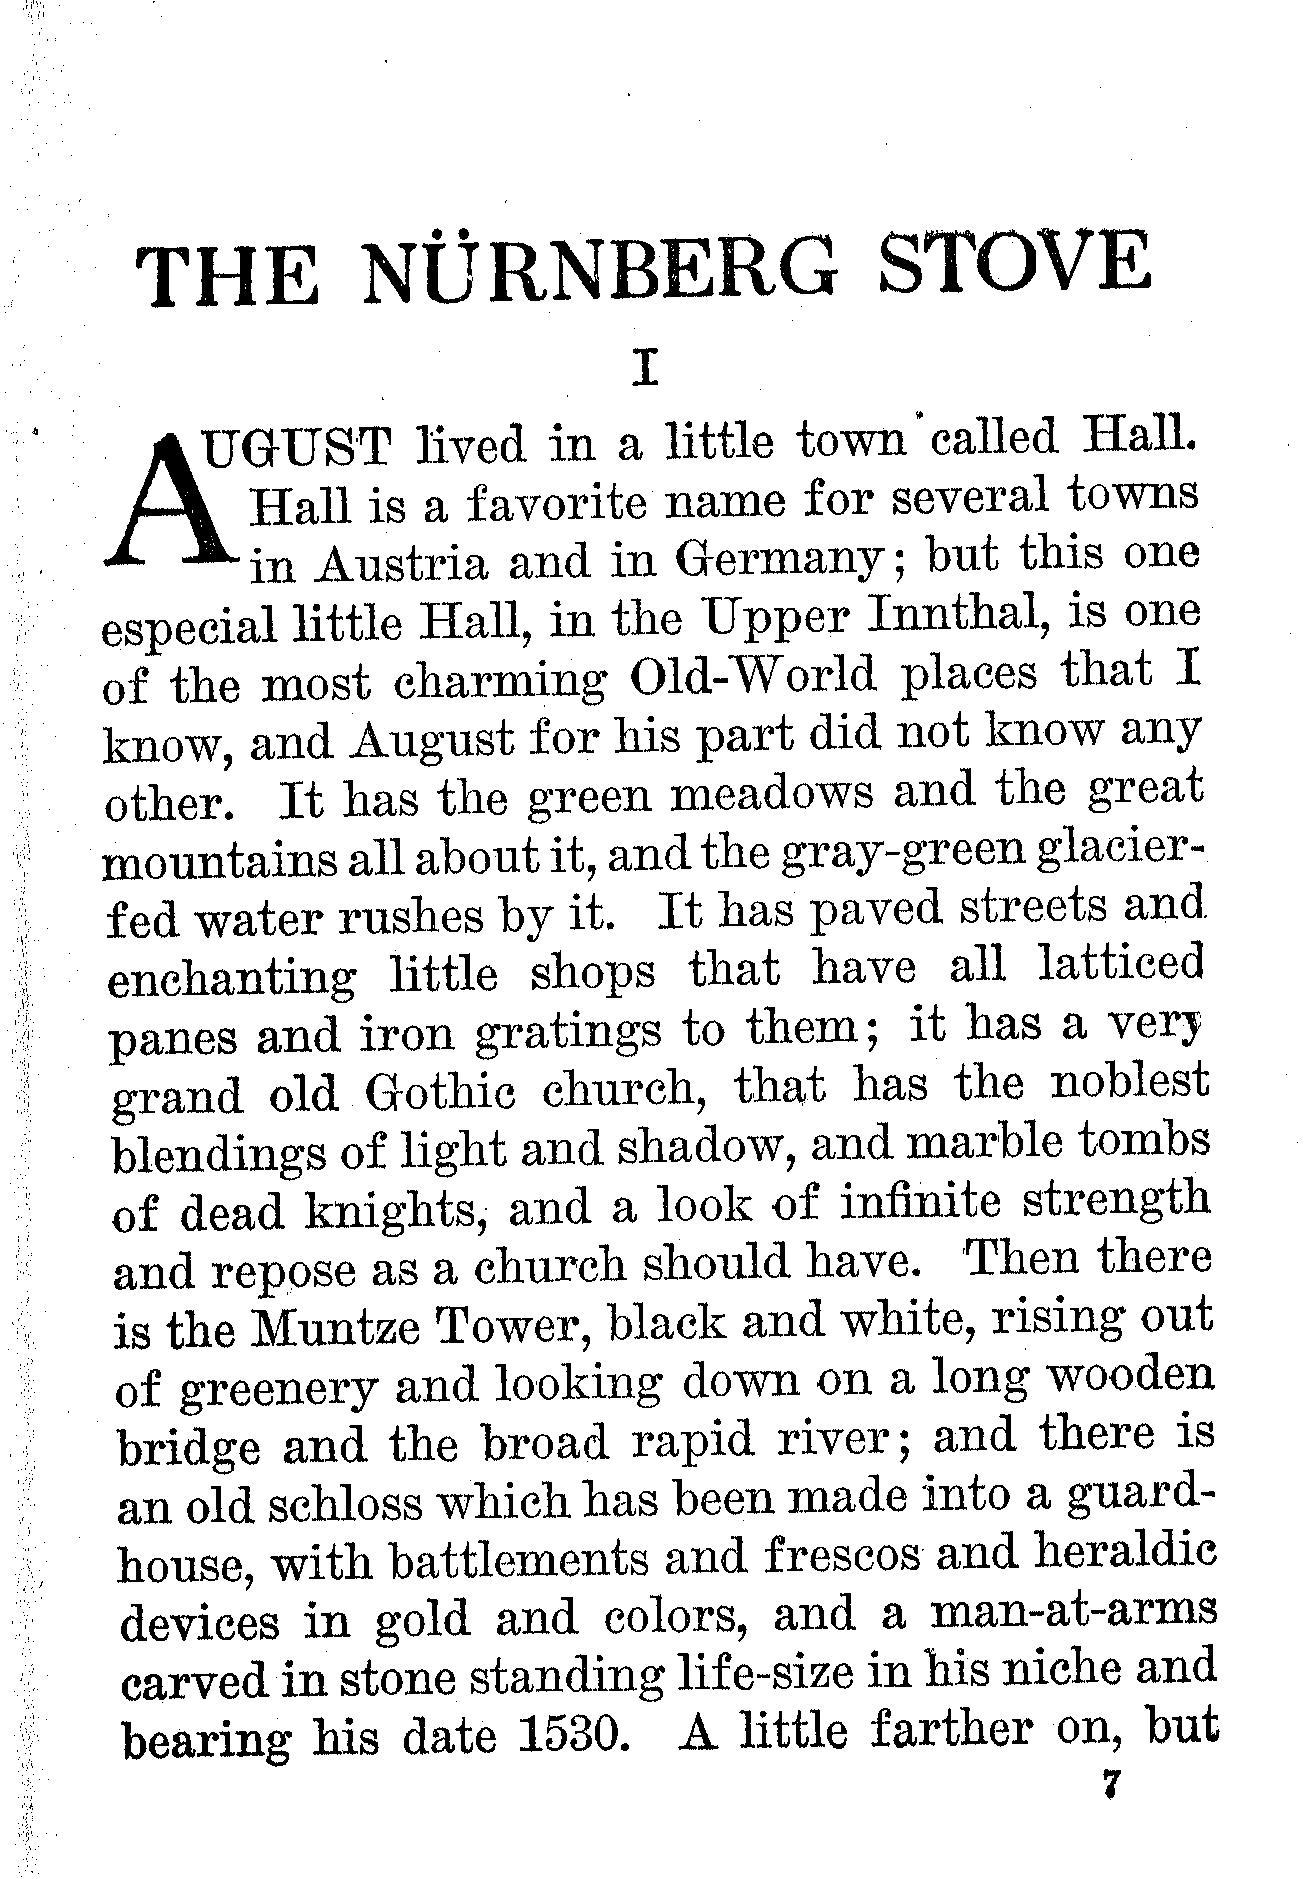 THE NÜRNBERG STOVE
I
AUGUST lived in a little town called Hall.
Hall is a favorite name for several towns
in Austria and in Germany; but this one
especial little Hall, in the Upper Innthal, is one
of the most charming Old-World places that I
know, and August for his part did not know any
other. It has the green meadows and the great
mountains all about it, and the gray-green glacier-
fed water rushes by it. It has paved streets and
enchanting little shops that have all latticed
panes and iron gratings to them; it has a very
grand old Gothic church, that has the noblest
blendings of light and shadow, and marble tombs
of dead knights, and a look of infinite strength
and repose as a church should have. Then there
is the Muntze Tower, black and white, rising out
of greenery and looking down on a long wooden
bridge and the broad rapid river; and there is
an old schloss which has been made into a guard-
house, with battlements and frescos and heraldic
devices in gold and colors, and a man-at-arms
carved in stone standing life-size in his niche and
bearing his date 1530. A little farther on, but
7